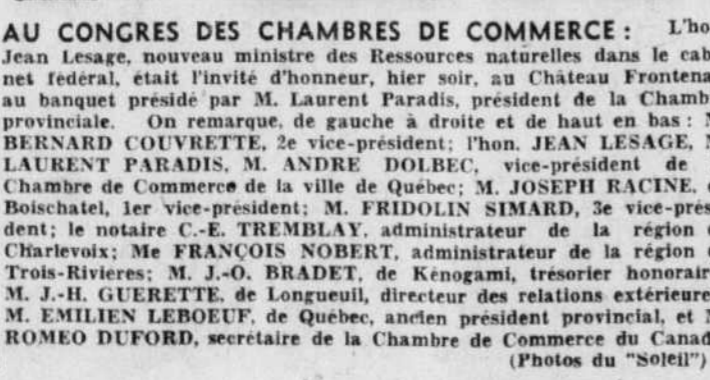 AU CONGRES DES CHAMBRES DE COMMERCE : L'ho
Jean Lesage, nouveau ministre des Ressources naturelles dans le cab
net fédéral, était l'invité d'honneur, hier soir, au Château Frontena
au banquet présidé par M. Laurent Paradis, président de la Chamb
provinciale. On remarque, de gauche à droite et de haut en bas : M
BERNARD COUVRETTE, 2e vice-président; l'hon. JEAN LESAGE, M
LAURENT PARADIS, M. ANDRE DOLBEC, vice-président de
Chambre de Commerce de la ville de Québec; M. JOSEPH RACINE, d
Boischatel, 1er vice-président; M. FRIDOLIN SIMARD, 3e vice-prés
dent; le notaire C.-E. TREMBLAY, administrateur de la région d
Charlevoix; Me FRANÇOIS NOBERT, administrateur de la région d
Trois-Rivieres; M. J.-O. BRADET, de Kénogami, trésorier honorair
M. J.-H. GUERETTE, de Longueuil, directeur des relations extérieure
M. EMILIEN LEBOEUF, de Québec, ancien président provincial, et M
ROMEO DUFORD, secrétaire de la Chambre de Commerce du Canad
(Photos du "Soleil")